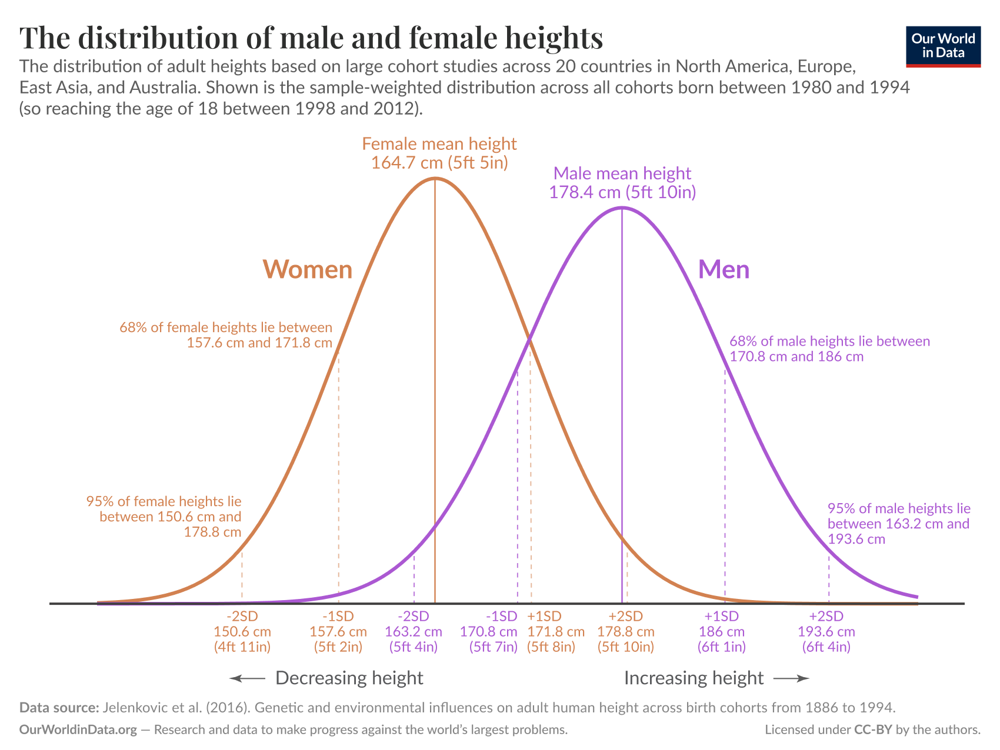 The distribution of male and female heights
Our World
in Data
The distribution of adult heights based on large cohort studies across 20 countries in North America, Europe,
East Asia, and Australia. Shown is the sample-weighted distribution across all cohorts born between 1980 and 1994
(so reaching the age of 18 between 1998 and 2012).
Female mean height
164.7 cm (5ft 5in)
Male mean height
178.4 cm (5ft 10in)
Women
Men
68% of female heights lie between
157.6 cm and 171.8 cm
68% of male heights lie between
170.8 cm and 186 cm
95% of female heights lie
between 150.6 cm and
178.8 cm
95% of male heights lie
between 163.2 cm and
193.6 cm
-2SD
150.6 cm
(4ft 11in)
-1SD
157.6 cm
(5ft 2in)
-2SD
163.2 cm
(5ft 4in)
-1SD
170.8 cm
(5ft 7in)
+1SD
171.8 cm
(5ft 8in)
+2SD
178.8 cm
(5ft 10in)
+1SD
186 cm
(6ft 1in)
+2SD
193.6 cm
(6ft 4in)
Decreasing height
Increasing height
Data source: Jelenkovic et al. (2016). Genetic and environmental influences on adult human height across birth cohorts from 1886 to 1994.
OurWorldinData.org — Research and data to make progress against the world's largest problems.
Licensed under CC-BY by the authors.